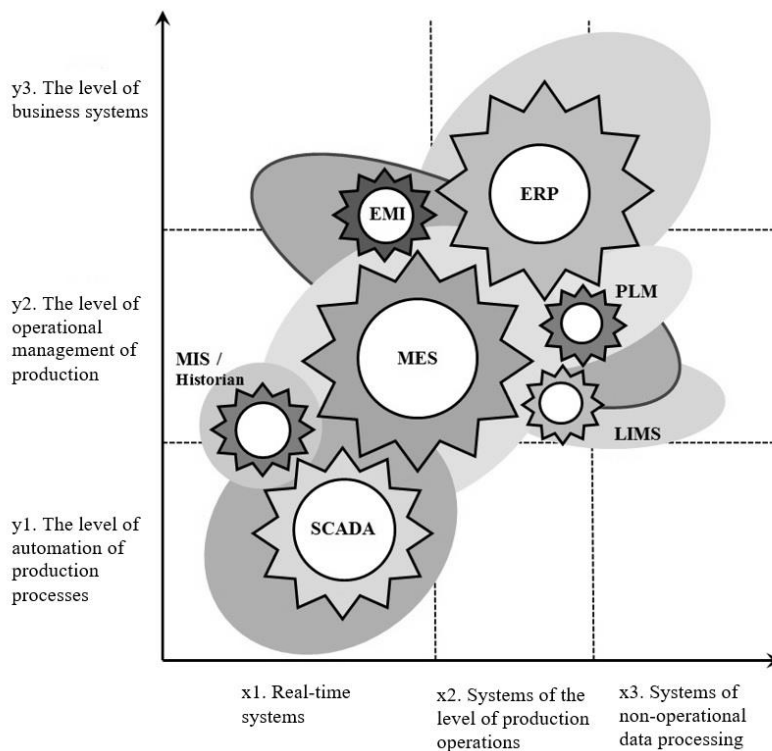 y3. The level of
business systems
ERP
EMI
y2. The level of
operational
management of
production
PLM
MES
MIS /
Historian
LIMS
y1. The level of
automation of
production
processes
SCADA
x1. Real-time
systems
x2. Systems of the
level of production
operations
x3. Systems of
non-operational
data processing